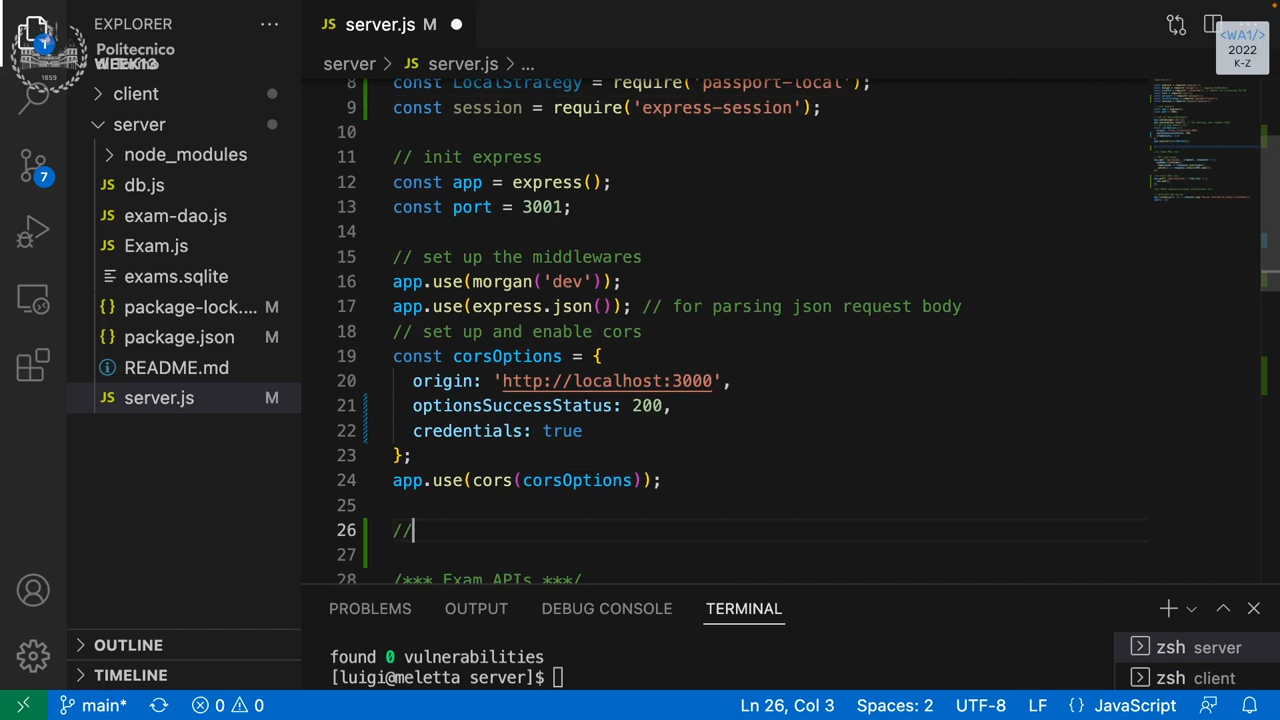 EXPLORER
···
JS server.js M
<WA1/>
2022
K-Z
Politecnico
WEEK13
1859
client
server
node_modules
JS db.js
JS exam-dao.js
JS Exam.js
exams.sqlite
{} package-lock.... M
{} package.json M
README.md
JS server.js M
OUTLINE
TIMELINE
server > JS server.js > ...
8 const LocalStrategy = require('passport-local');
9 const session = require('express-session');
10
11 // init express
12 const app = express();
13 const port = 3001;
14
15 // set up the middlewares
16 app.use(morgan('dev'));
17 app.use(express.json()); // for parsing json request body
18 // set up and enable cors
19 const corsOptions = {
20 origin: 'http://localhost:3000',
21 optionsSuccessStatus: 200,
22 credentials: true
23 };
24 app.use(cors(corsOptions));
25
26 //
27
28 /*** Exam APIs ***/
PROBLEMS OUTPUT DEBUG CONSOLE TERMINAL
found 0 vulnerabilities
[luigi@meletta server]$
zsh server
zsh client
7
main* 0 0 Ln 26, Col 3 Spaces: 2 UTF-8 LF {} JavaScript